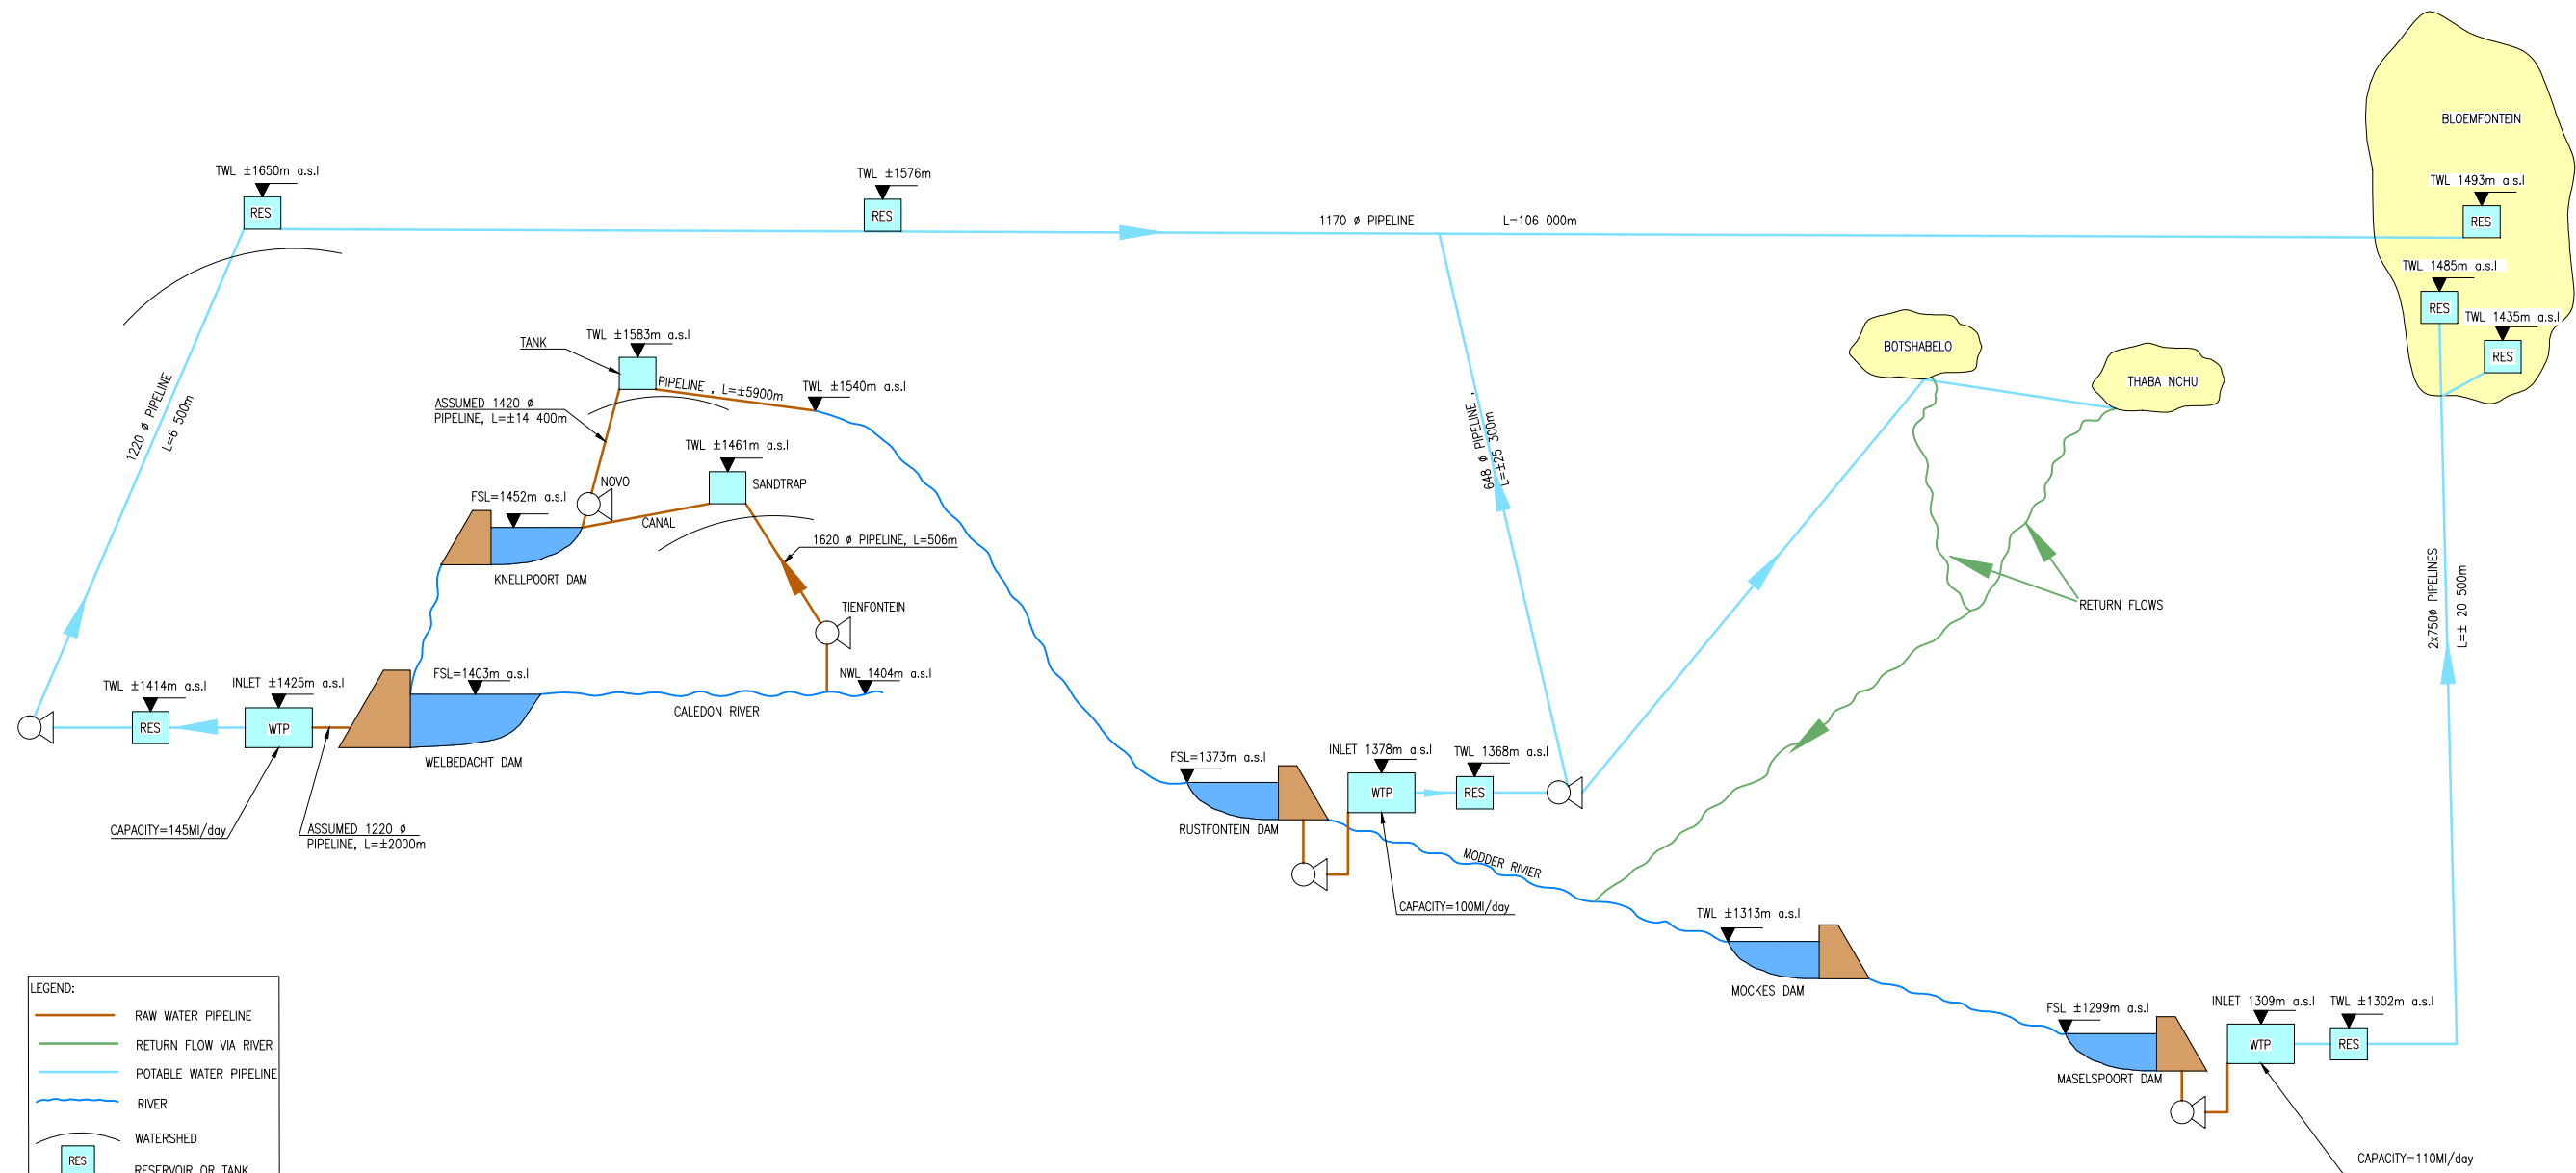 BLOEMFONTEIN
TWL ±1650m a.s.l
RES
TWL ±1576m
RES
1170 ø PIPELINE
L=106 000m
TWL 1493m a.s.l
RES
TWL 1485m a.s.l
RES
TWL 1435m a.s.l
RES
1220 ø PIPELINE
L=6 500m
TANK
TWL ±1583m a.s.l
PIPELINE , L=±5900m
TWL ±1540m a.s.l
ASSUMED 1420 ø
PIPELINE, L=±14 400m
TWL ±1461m a.s.l
SANDTRAP
NOVO
FSL=1452m a.s.l
CANAL
KNELLPOORT DAM
1620 ø PIPELINE, L=506m
TIENFONTEIN
648 ø PIPELINE ,
L=±25 300m
BOTSHABELO
THABA NCHU
RETURN FLOWS
2x750ø PIPELINES
L=± 20 500m
TWL ±1414m a.s.l
RES
INLET ±1425m a.s.l
WTP
FSL=1403m a.s.l
NWL 1404m a.s.l
CALEDON RIVER
WELBEDACHT DAM
CAPACITY=145Ml/day
ASSUMED 1220 ø
PIPELINE, L=±2000m
FSL=1373m a.s.l
RUSTFONTEIN DAM
INLET 1378m a.s.l
WTP
TWL 1368m a.s.l
RES
MODDER RIVIER
CAPACITY=100Ml/day
TWL ±1313m a.s.l
MOCKES DAM
FSL ±1299m a.s.l
MASELSPOORT DAM
INLET 1309m a.s.l
WTP
TWL ±1302m a.s.l
RES
CAPACITY=110Ml/day
LEGEND:
RAW WATER PIPELINE
RETURN FLOW VIA RIVER
POTABLE WATER PIPELINE
RIVER
WATERSHED
RES
RESERVOIR OR TANK